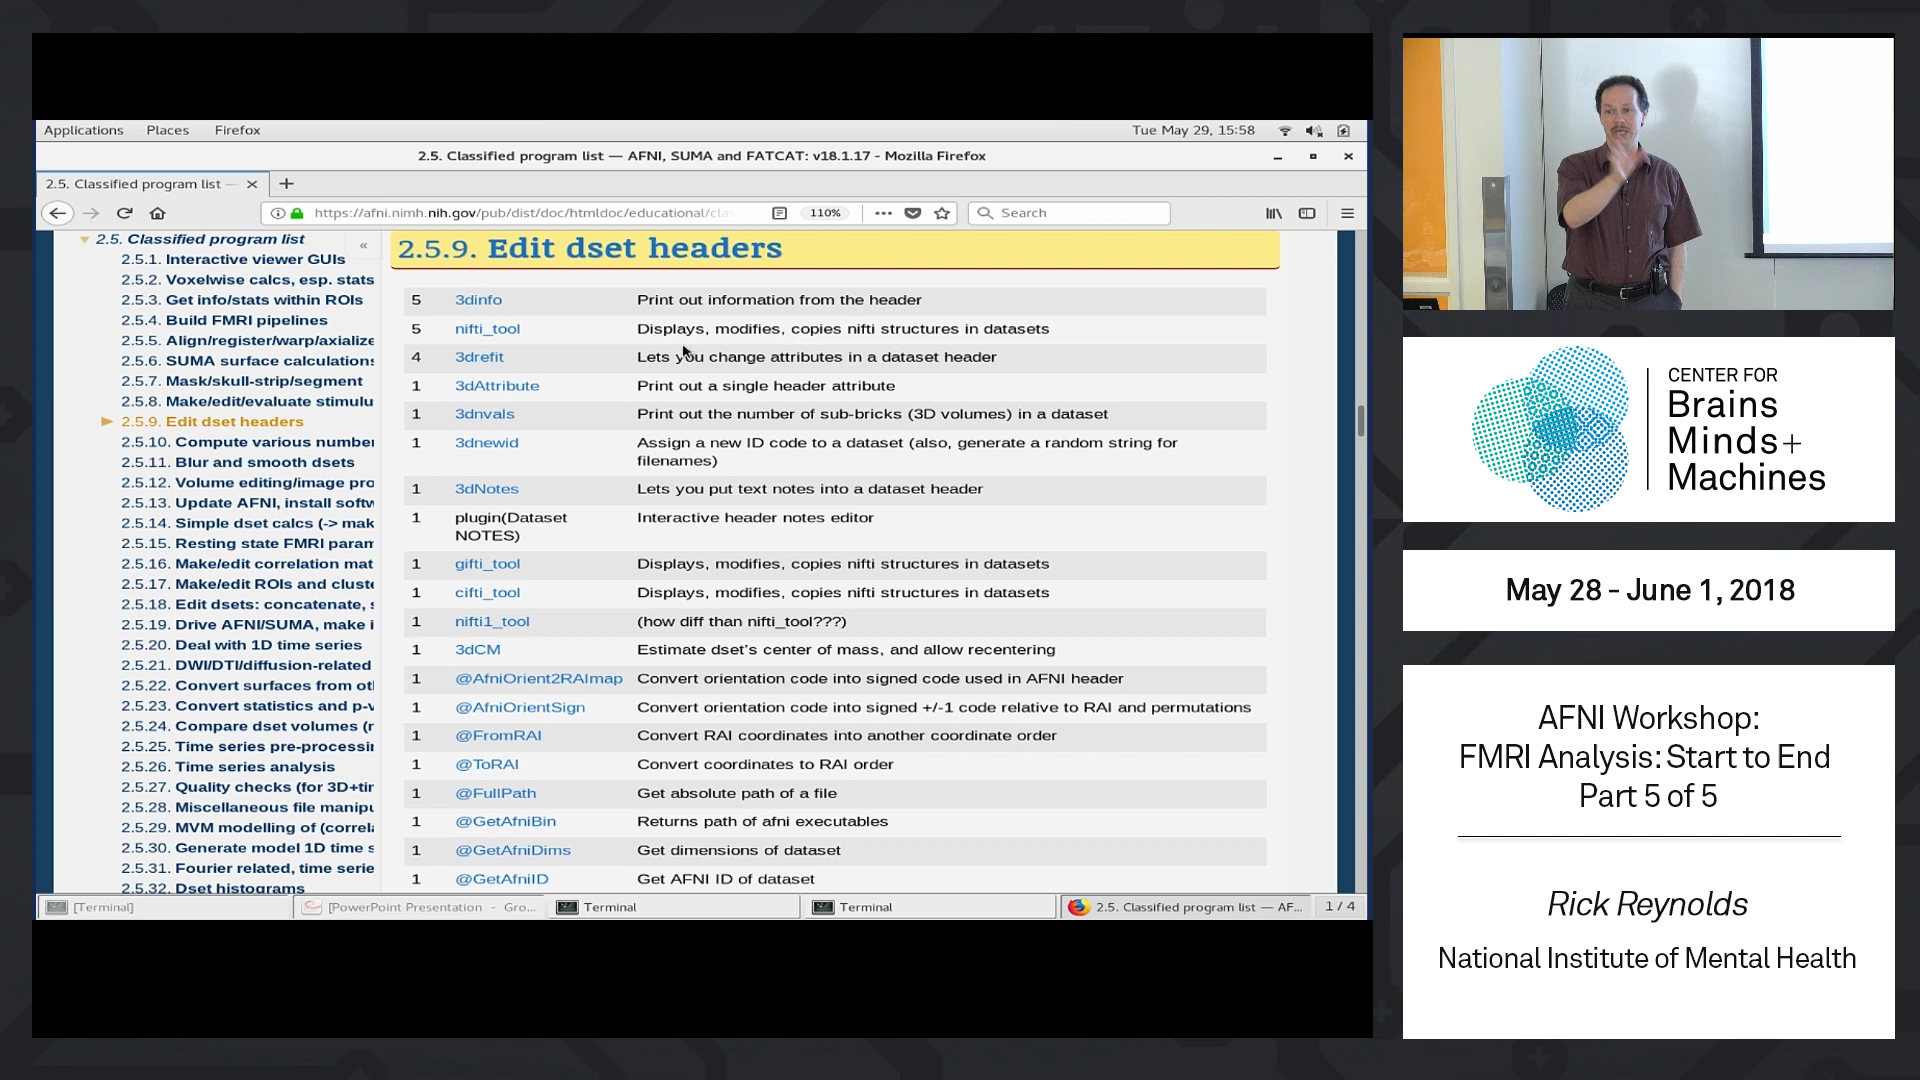 Applications Places Firefox Tue May 29, 15:58
2.5. Classified program list — AFNI, SUMA and FATCAT: v18.1.17 - Mozilla Firefox
2.5. Classified program list —
https://afni.nimh.nih.gov/pub/dist/doc/htmldoc/educational/cla
110%
Search
2.5. Classified program list
2.5.1. Interactive viewer GUIs
2.5.2. Voxelwise calcs, esp. stats
2.5.3. Get info/stats within ROIs
2.5.4. Build FMRI pipelines
2.5.5. Align/register/warp/axialize
2.5.6. SUMA surface calculations
2.5.7. Mask/skull-strip/segment
2.5.8. Make/edit/evaluate stimulu
2.5.9. Edit dset headers
2.5.10. Compute various number
2.5.11. Blur and smooth dsets
2.5.12. Volume editing/image pro
2.5.13. Update AFNI, install softw
2.5.14. Simple dset calcs (-> mak
2.5.15. Resting state FMRI param
2.5.16. Make/edit correlation mat
2.5.17. Make/edit ROIs and cluste
2.5.18. Edit dsets: concatenate, s
2.5.19. Drive AFNI/SUMA, make i
2.5.20. Deal with 1D time series
2.5.21. DWI/DTI/diffusion-related
2.5.22. Convert surfaces from ot
2.5.23. Convert statistics and p-v
2.5.24. Compare dset volumes (r
2.5.25. Time series pre-processin
2.5.26. Time series analysis
2.5.27. Quality checks (for 3D+tin
2.5.28. Miscellaneous file manipu
2.5.29. MVM modelling of (correla
2.5.30. Generate model 1D time s
2.5.31. Fourier related, time serie
2.5.32. Dset histograms
«
2.5.9. Edit dset headers
5 3dinfo Print out information from the header
5 nifti_tool Displays, modifies, copies nifti structures in datasets
4 3drefit Lets you change attributes in a dataset header
1 3dAttribute Print out a single header attribute
1 3dnvals Print out the number of sub-bricks (3D volumes) in a dataset
1 3dnewid Assign a new ID code to a dataset (also, generate a random string for
filenames)
1 3dNotes Lets you put text notes into a dataset header
1 plugin(Dataset Interactive header notes editor
NOTES)
1 gifti_tool Displays, modifies, copies nifti structures in datasets
1 cifti_tool Displays, modifies, copies nifti structures in datasets
1 nifti1_tool (how diff than nifti_tool???)
1 3dCM Estimate dset's center of mass, and allow recentering
1 @AfniOrient2RAImap Convert orientation code into signed code used in AFNI header
1 @AfniOrientSign Convert orientation code into signed +/-1 code relative to RAI and permutations
1 @FromRAI Convert RAI coordinates into another coordinate order
1 @ToRAI Convert coordinates to RAI order
1 @FullPath Get absolute path of a file
1 @GetAfniBin Returns path of afni executables
1 @GetAfniDims Get dimensions of dataset
1 @GetAfniID Get AFNI ID of dataset
[Terminal] [PowerPoint Presentation - Gro... Terminal Terminal 2.5. Classified program list — AF... 1 / 4
CENTER FOR
Brains
Minds+
Machines
May 28 - June 1, 2018
AFNI Workshop:
FMRI Analysis: Start to End
Part 5 of 5
Rick Reynolds
National Institute of Mental Health